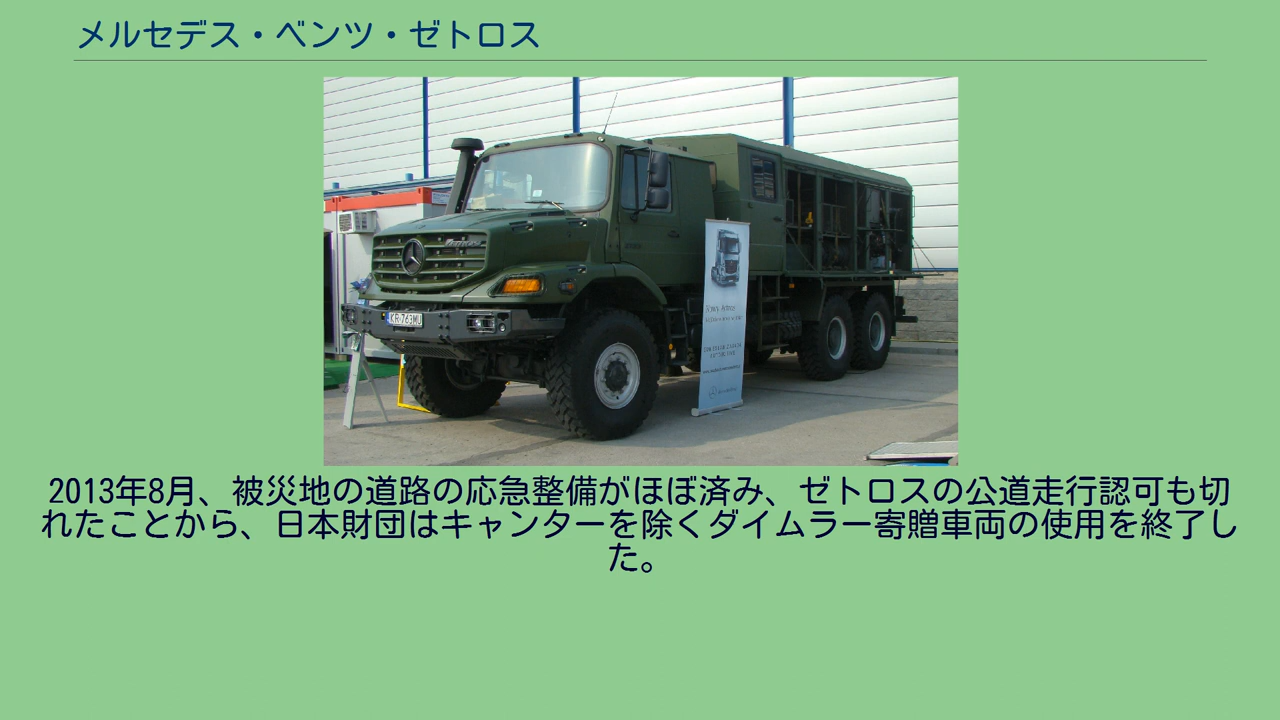 メルセデス・ベンツ・ゼトロス
KR·763MU
2013年8月、被災地の道路の応急整備がほぼ済み、ゼトロスの公道走行認可も切
れたことから、日本財団はキャンターを除くダイムラー寄贈車両の使用を終了し
た。